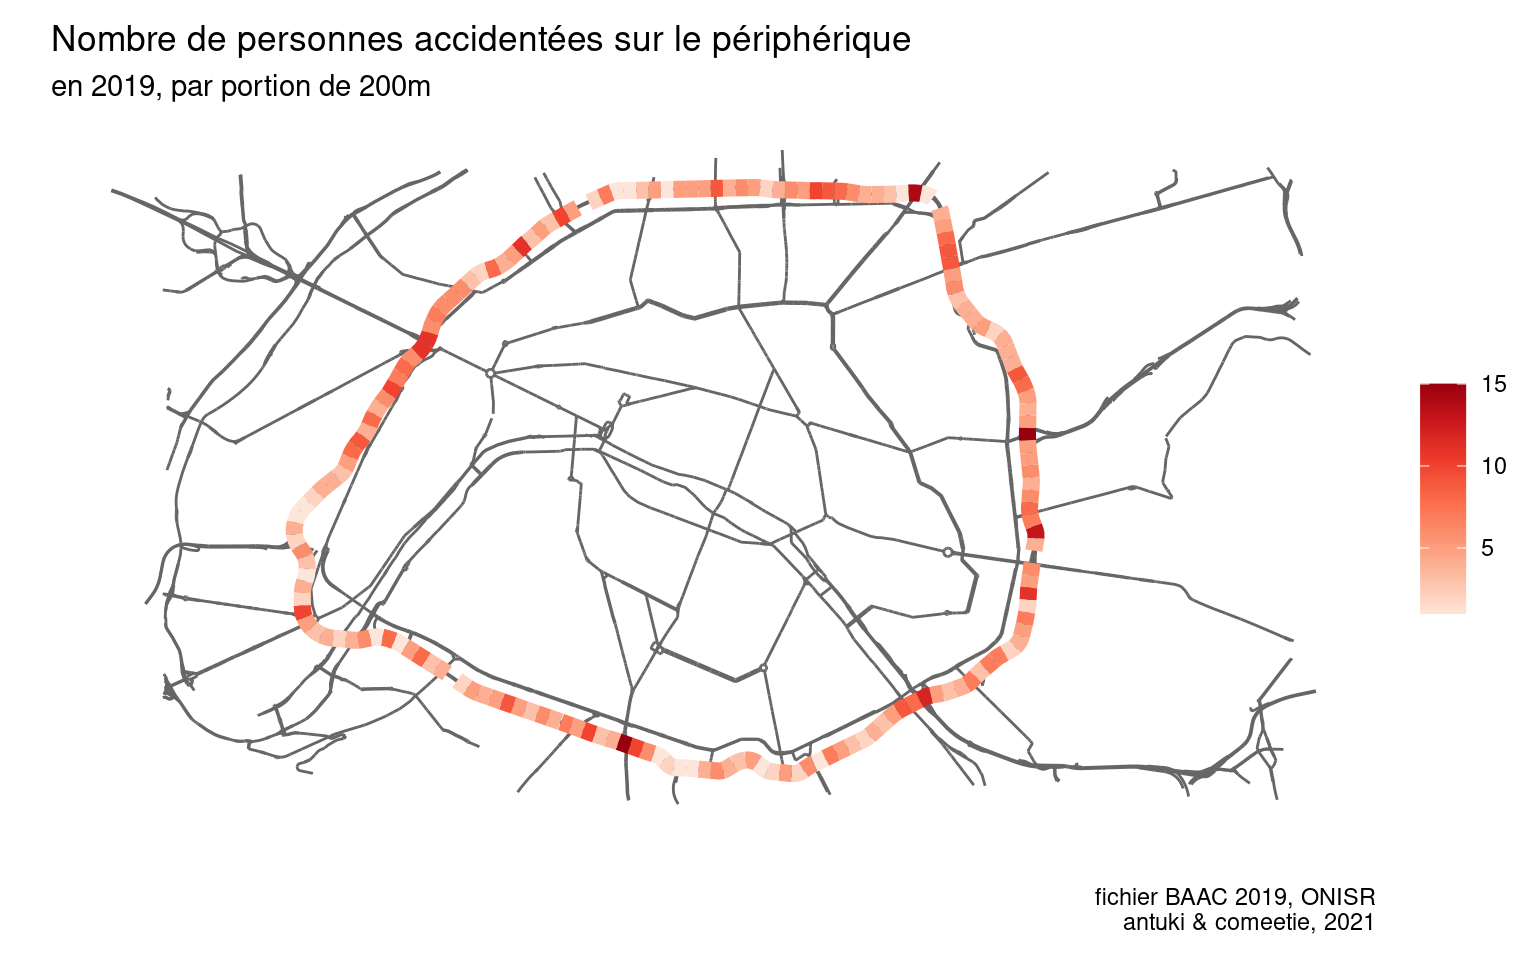 Nombre de personnes accidentées sur le périphérique
en 2019, par portion de 200m
15
10
5
fichier BAAC 2019, ONISR
antuki & comeetie, 2021